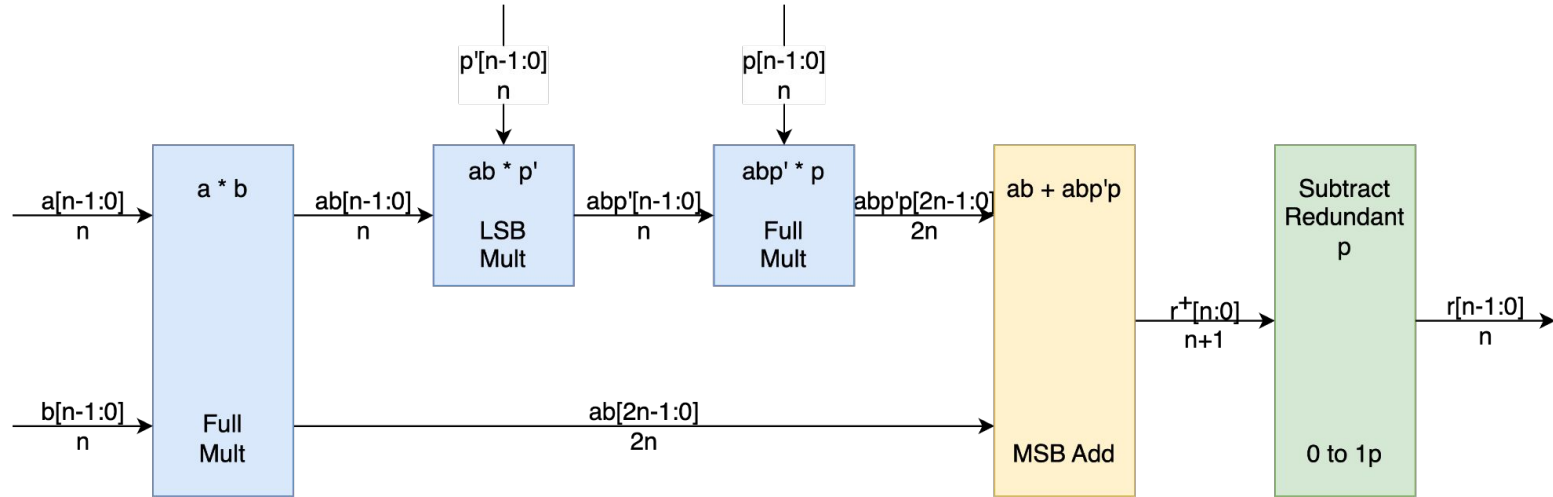 p'[n-1:0]
n
p[n-1:0]
n
a[n-1:0]
n
b[n-1:0]
n
a * b
Full
Mult
ab[n-1:0]
n
ab * p'
LSB
Mult
abp'[n-1:0]
n
abp' * p
Full
Mult
abp'p[2n-1:0]
2n
ab[2n-1:0]
2n
ab + abp'p
MSB Add
r⁺[n:0]
n+1
Subtract
Redundant
p
0 to 1p
r[n-1:0]
n